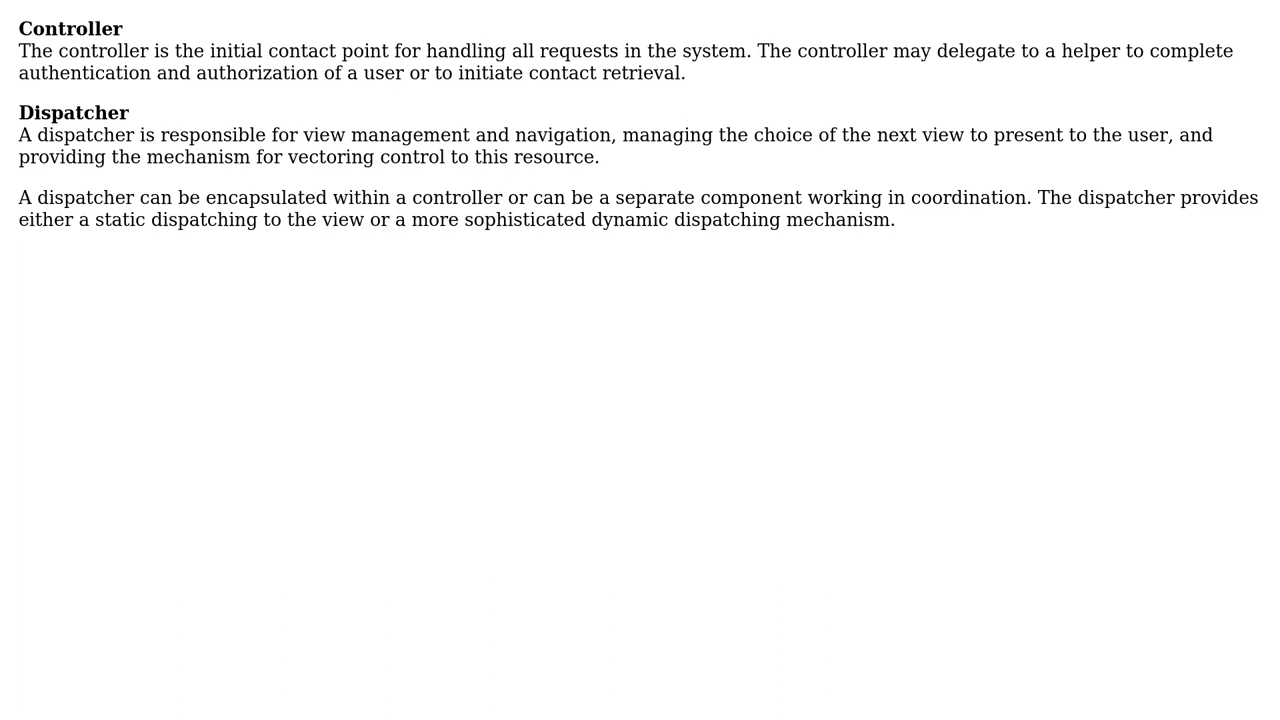 Controller
The controller is the initial contact point for handling all requests in the system. The controller may delegate to a helper to complete
authentication and authorization of a user or to initiate contact retrieval.
Dispatcher
A dispatcher is responsible for view management and navigation, managing the choice of the next view to present to the user, and
providing the mechanism for vectoring control to this resource.
A dispatcher can be encapsulated within a controller or can be a separate component working in coordination. The dispatcher provides
either a static dispatching to the view or a more sophisticated dynamic dispatching mechanism.